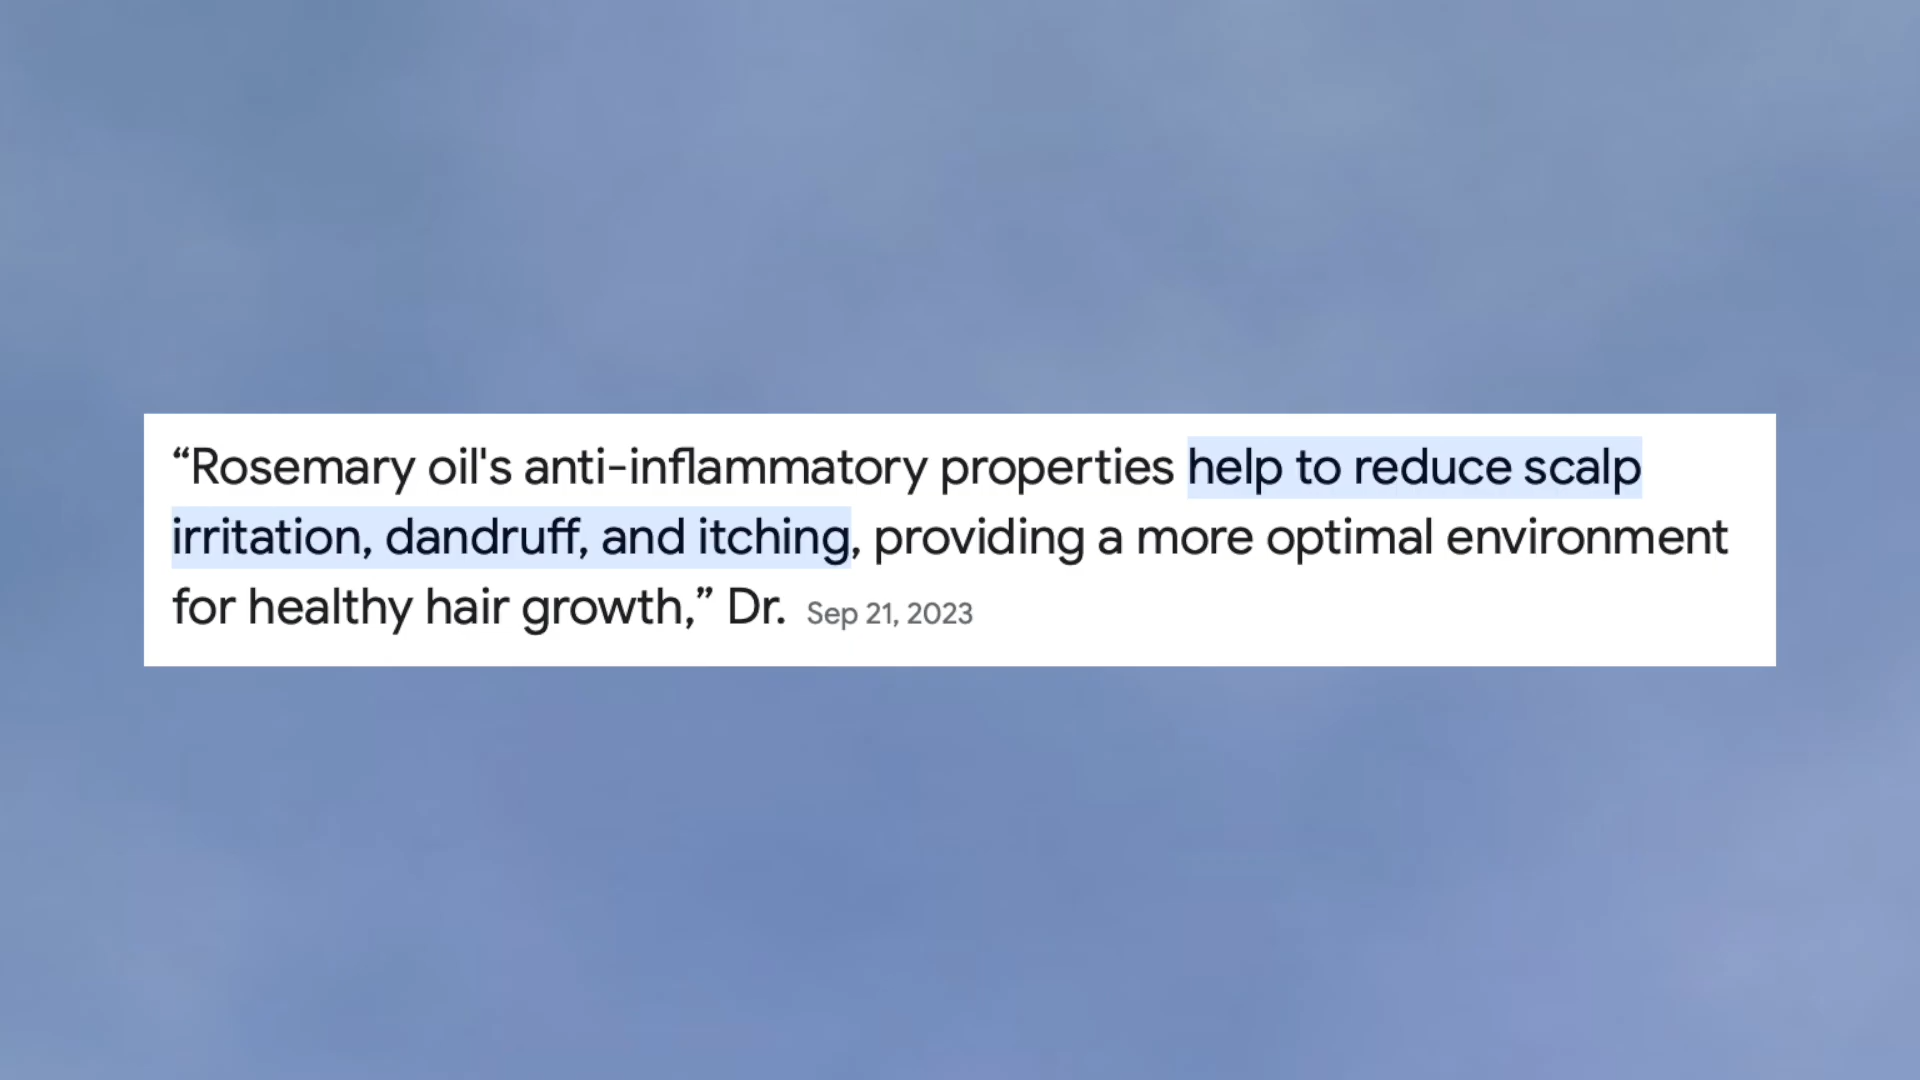 “Rosemary oil's anti-inflammatory properties help to reduce scalp
irritation, dandruff, and itching, providing a more optimal environment
for healthy hair growth,” Dr. Sep 21, 2023